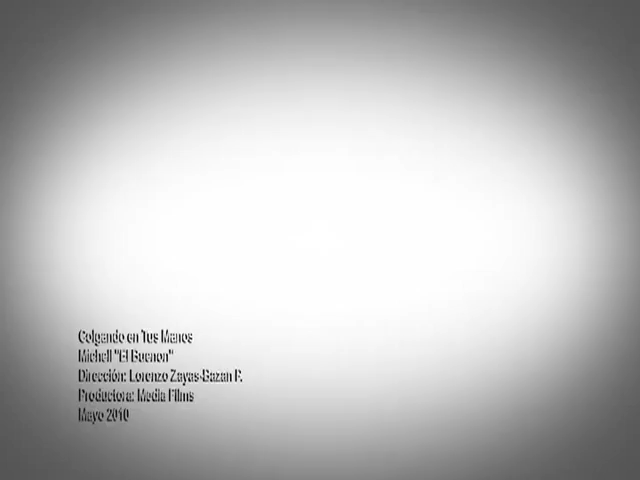 Colgando en Tus Manos
Michell "El Buenon"
Dirección: Lorenzo Zayas-Bazan P.
Productora: Media Films
Mayo 2010